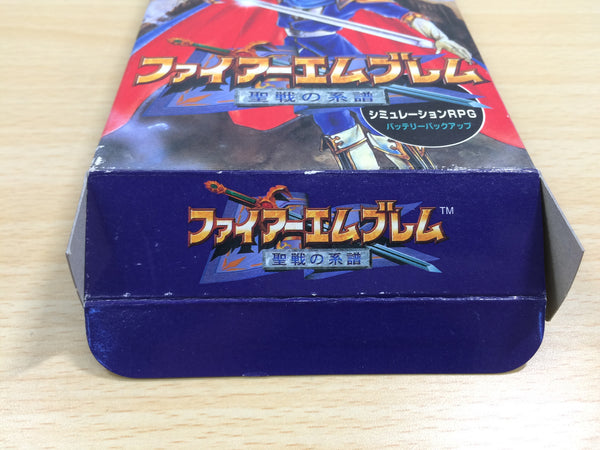 ファイアーエムブレム
聖戦の系譜
シミュレーションRPG
バッテリーバックアップ
ファイアーエムブレム™
聖戦の系譜